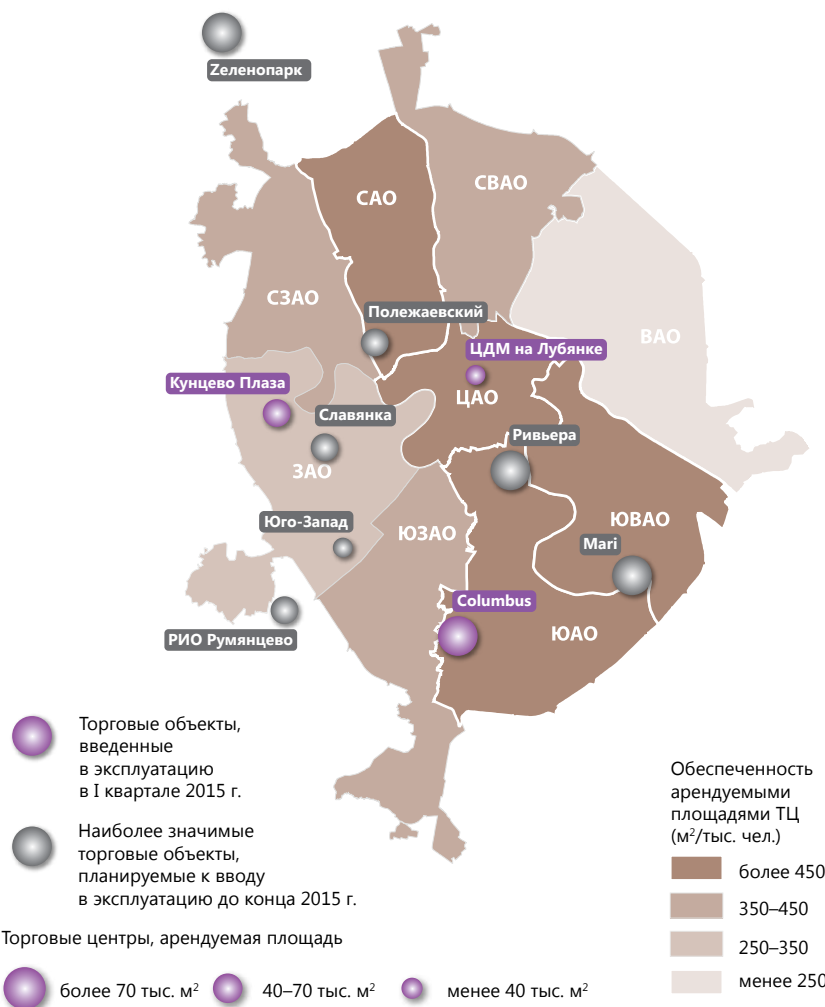 Zеленопарк
САО
СВАО
СЗАО
Полежаевский
ВАО
ЦДМ на Лубянке
Кунцево Плаза
ЦАО
Славянка
Ривьера
ЗАО
Юго-Запад
ЮЗАО
ЮВАО
Mari
Columbus
РИО Румянцево
ЮАО
Торговые объекты,
введенные
в эксплуатацию
в I квартале 2015 г.
Наиболее значимые
торговые объекты,
планируемые к вводу
в эксплуатацию до конца 2015 г.
Обеспеченность
арендуемыми
площадями ТЦ
(м²/тыс. чел.)
более 450
350–450
250–350
менее 250
Торговые центры, арендуемая площадь
более 70 тыс. м²
40–70 тыс. м²
менее 40 тыс. м²